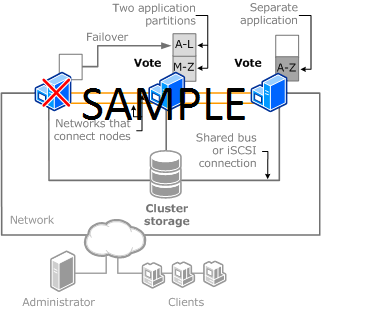 Two application
partitions
Separate
application
Failover
A-L
Vote
M-Z
Vote
A-Z
SAMPLE
Networks that
connect nodes
Shared bus
or iSCSI
connection
Cluster
storage
Network
Administrator
Clients